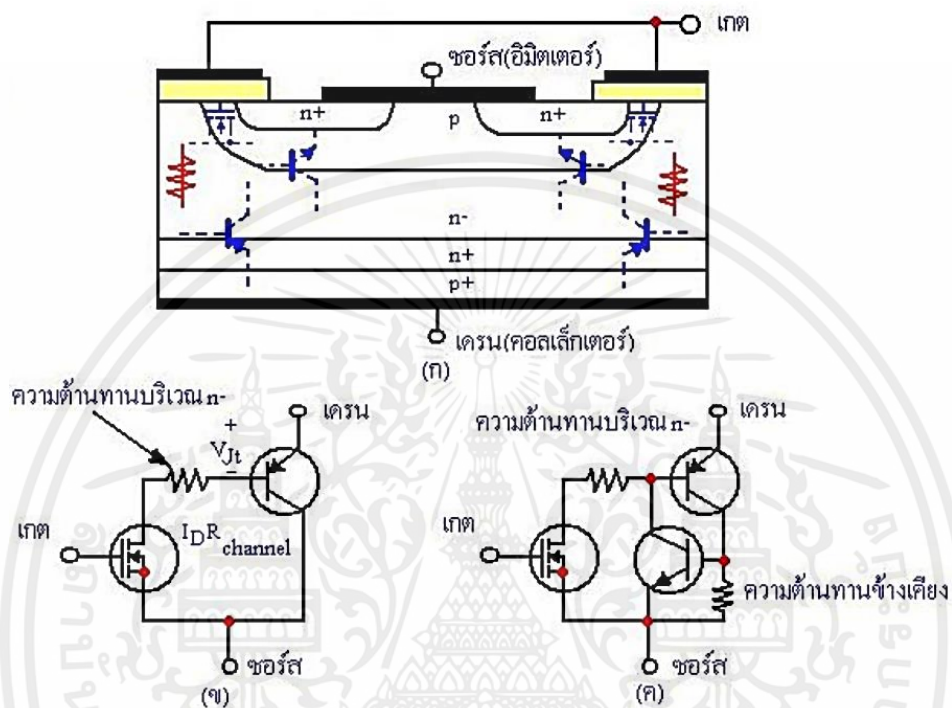 เกต
ซอร์ส(อิมิตเตอร์)
n+
p
n+
n-
n+
p+
เดรน(คอลเล็กเตอร์)
(ก)
ความต้านทานบริเวณ n-
เดรน
+
VJt
-
เกต
IDRchannel
ซอร์ส
(ข)
ความต้านทานบริเวณ n-
เดรน
เกต
ความต้านทานข้างเคียง
ซอร์ส
(ค)